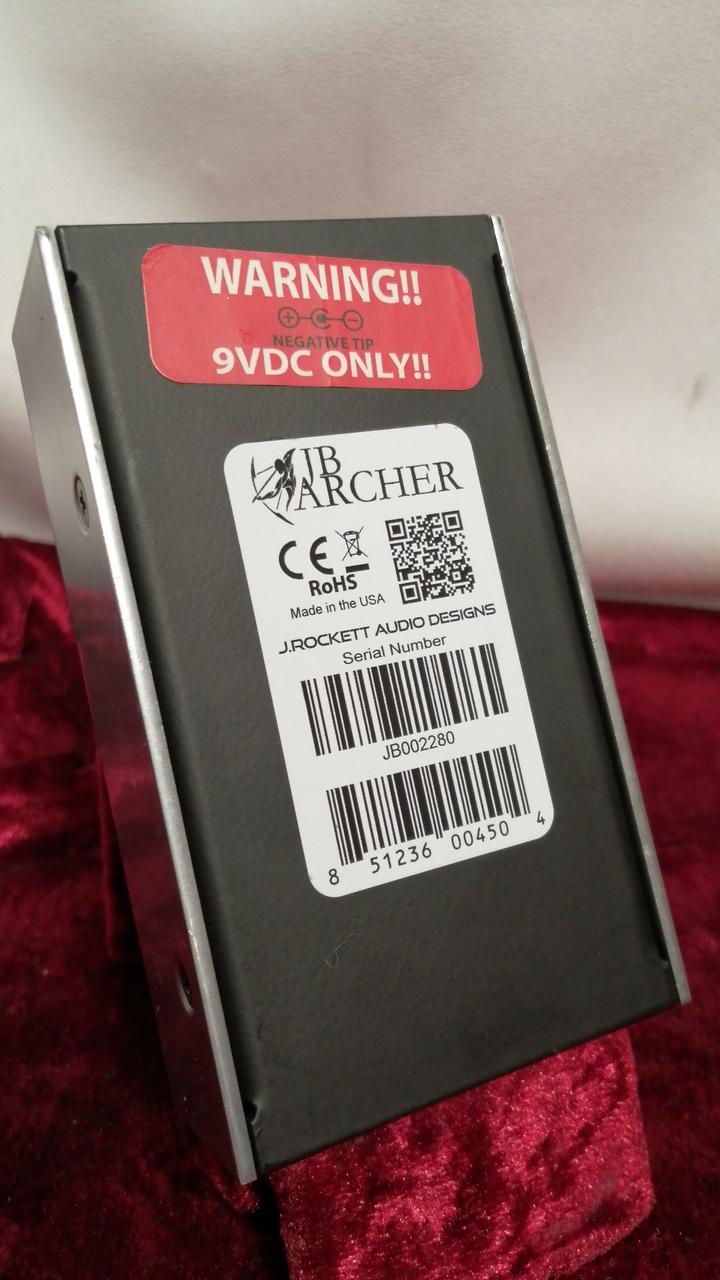 WARNING!!
NEGATIVE TIP
9VDC ONLY!!
JB
ARCHER
CE
RoHS
Made in the USA
J.ROCKETT AUDIO DESIGNS
Serial Number
JB002280
8 51236 00450 4